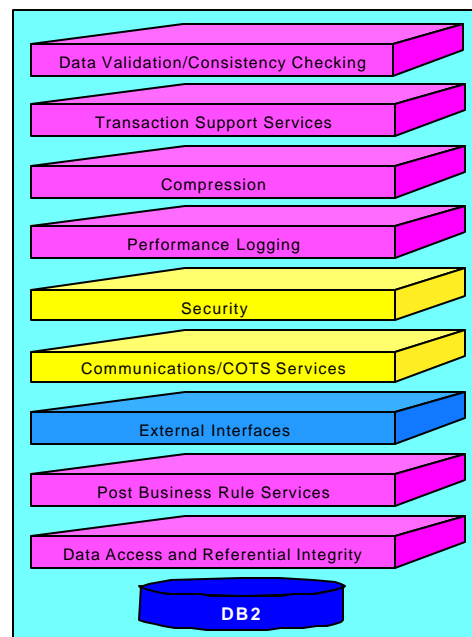 Data Validation/Consistency Checking
Transaction Support Services
Compression
Performance Logging
Security
Communications/COTS Services
External Interfaces
Post Business Rule Services
Data Access and Referential Integrity
DB2